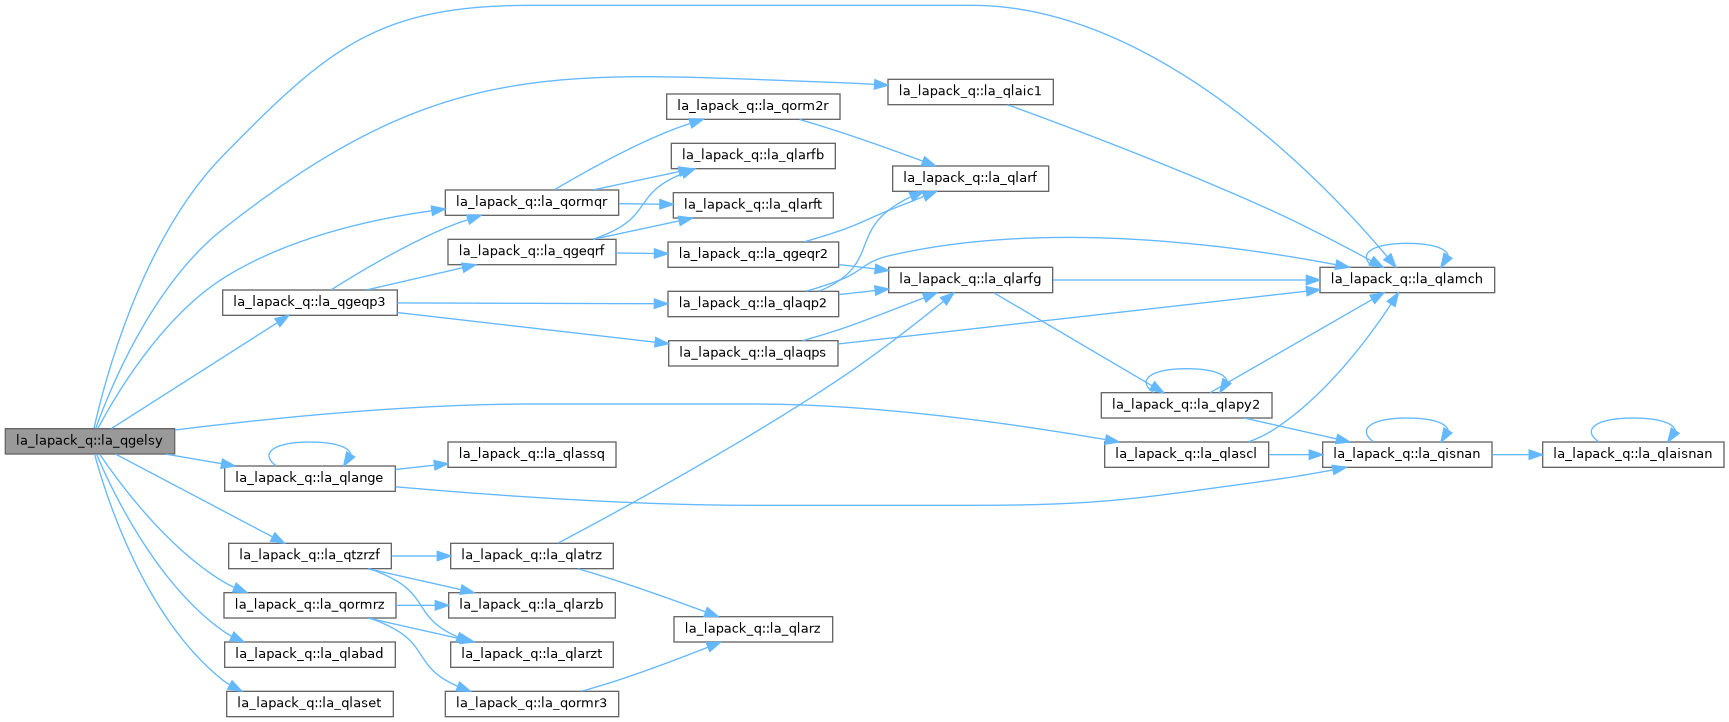 la_lapack_q::la_qlaic1
la_lapack_q::la_qorm2r
la_lapack_q::la_qlarfb
la_lapack_q::la_qlarf
la_lapack_q::la_qormqr
la_lapack_q::la_qlarft
la_lapack_q::la_qgeqrf
la_lapack_q::la_qgeqr2
la_lapack_q::la_qlarfg
la_lapack_q::la_qlamch
la_lapack_q::la_qgeqp3
la_lapack_q::la_qlaqp2
la_lapack_q::la_qlaqps
la_lapack_q::la_qlapy2
la_lapack_q::la_qgelsy
la_lapack_q::la_qlassq
la_lapack_q::la_qlascl
la_lapack_q::la_qisnan
la_lapack_q::la_qlaisnan
la_lapack_q::la_qlange
la_lapack_q::la_qtzrzf
la_lapack_q::la_qlatrz
la_lapack_q::la_qormrz
la_lapack_q::la_qlarzb
la_lapack_q::la_qlarz
la_lapack_q::la_qlabad
la_lapack_q::la_qlarzt
la_lapack_q::la_qlaset
la_lapack_q::la_qormr3